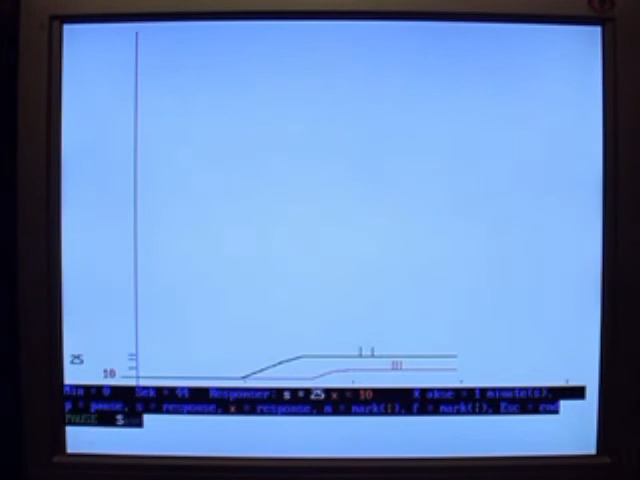 25
10
Min = 0 Sek = 44 Responser: s = 25 x = 10 X akse = 1 minute(s),
p = pause, s = response, x = response, m = mark(|), f = mark(|), Esc = end
PAUSE